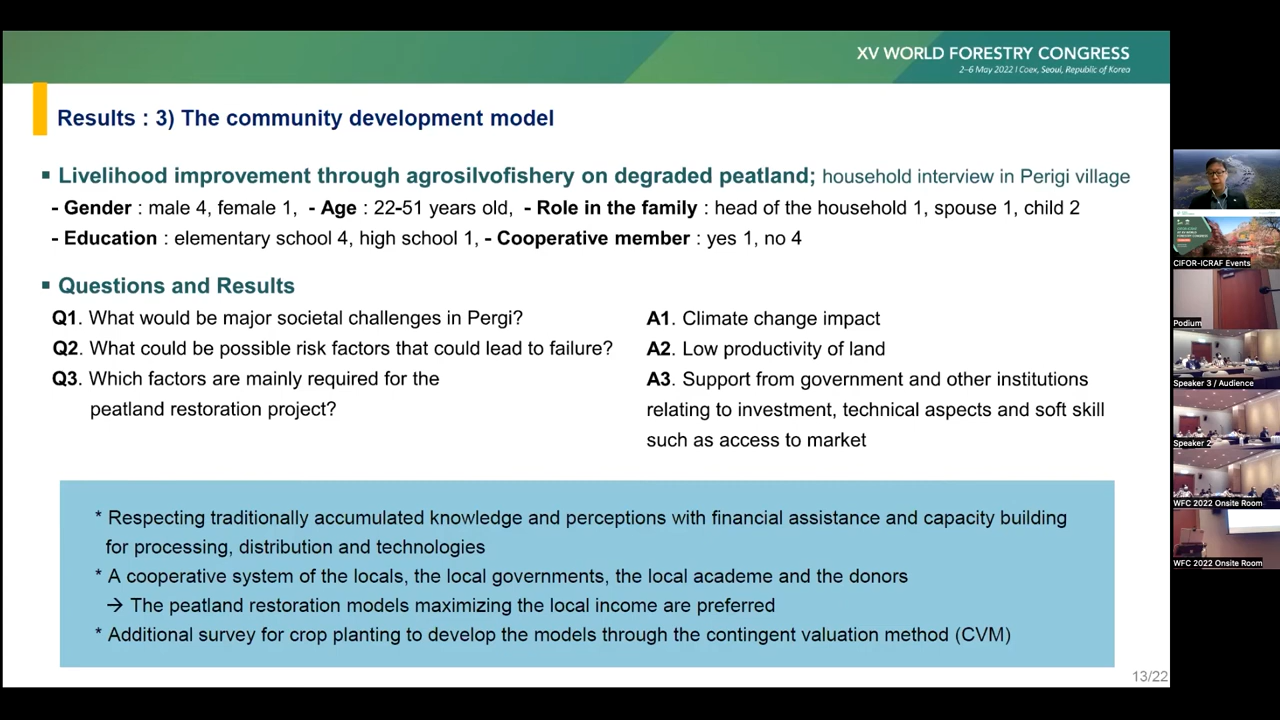 XV WORLD FORESTRY CONGRESS
2–6 May 2022 I Coex, Seoul, Republic of Korea
Results : 3) The community development model
▪ Livelihood improvement through agrosilvofishery on degraded peatland; household interview in Perigi village
- Gender : male 4, female 1, - Age : 22-51 years old, - Role in the family : head of the household 1, spouse 1, child 2
- Education : elementary school 4, high school 1, - Cooperative member : yes 1, no 4
▪ Questions and Results
Q1. What would be major societal challenges in Pergi?
Q2. What could be possible risk factors that could lead to failure?
Q3. Which factors are mainly required for the
peatland restoration project?
A1. Climate change impact
A2. Low productivity of land
A3. Support from government and other institutions
relating to investment, technical aspects and soft skill
such as access to market
* Respecting traditionally accumulated knowledge and perceptions with financial assistance and capacity building
for processing, distribution and technologies
* A cooperative system of the locals, the local governments, the local academe and the donors
→ The peatland restoration models maximizing the local income are preferred
* Additional survey for crop planting to develop the models through the contingent valuation method (CVM)
13/22
CIFOR-ICRAF Events
Podium
Speaker 3 / Audience
Speaker 2
WFC 2022 Onsite Room
WFC 2022 Onsite Room